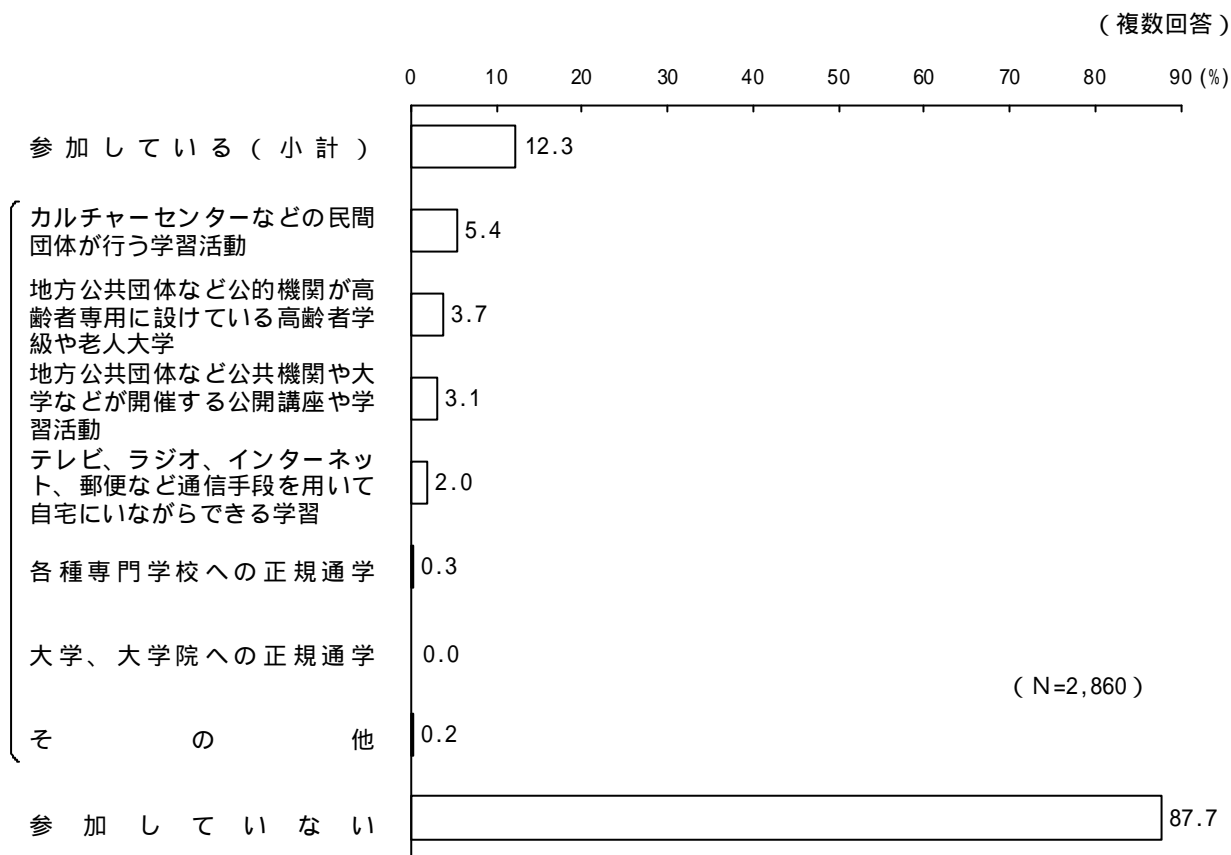 (複数回答)
0 10 20 30 40 50 60 70 80 90 (%)
参加している(小計)
12.3
カルチャーセンターなどの民間
団体が行う学習活動
5.4
地方公共団体など公的機関が高
齢者専用に設けている高齢者学
級や老人大学
3.7
地方公共団体など公共機関や大
学などが開催する公開講座や学
習活動
3.1
テレビ、ラジオ、インターネッ
ト、郵便など通信手段を用いて
自宅にいながらできる学習
2.0
各種専門学校への正規通学
0.3
大学、大学院への正規通学
0.0
(N=2,860)
その他
0.2
参加していない
87.7